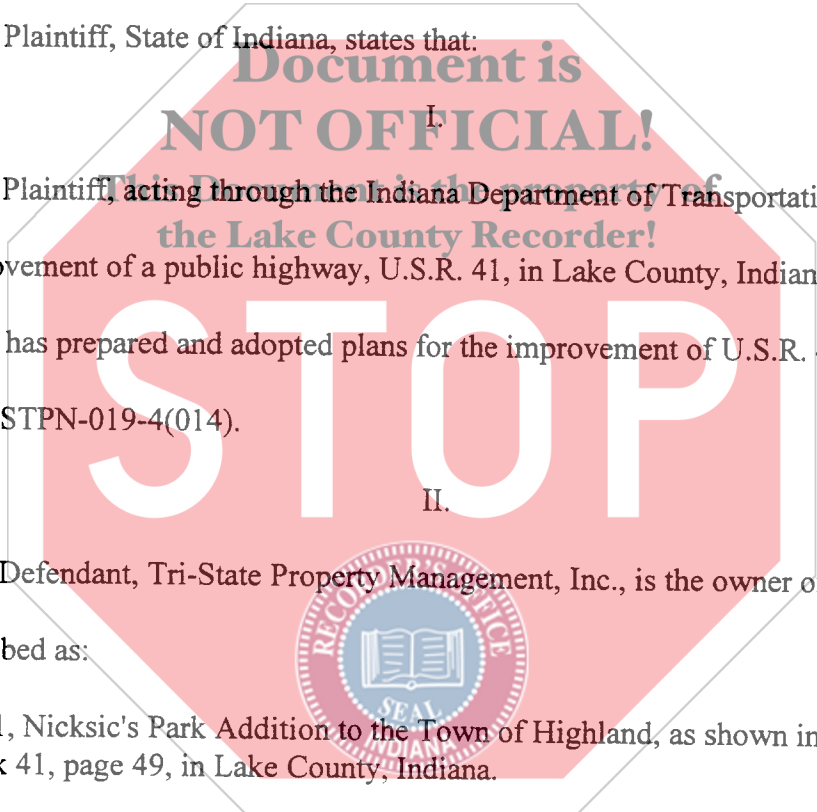 Plaintiff, State of Indiana, states that:
Document is
I.
NOT OFFICIAL!
Plaintiff, acting through the Indiana Department of Transportati
This Document is the property of
the Lake County Recorder!
vement of a public highway, U.S.R. 41, in Lake County, Indian
has prepared and adopted plans for the improvement of U.S.R.
STOP
STPN-019-4(014).
II.
Defendant, Tri-State Property Management, Inc., is the owner o
RECORDER'S OFFICE
bed as:
SEAL
INDIANA
, Nicksic's Park Addition to the Town of Highland, as shown in
41, page 49, in Lake County, Indiana.